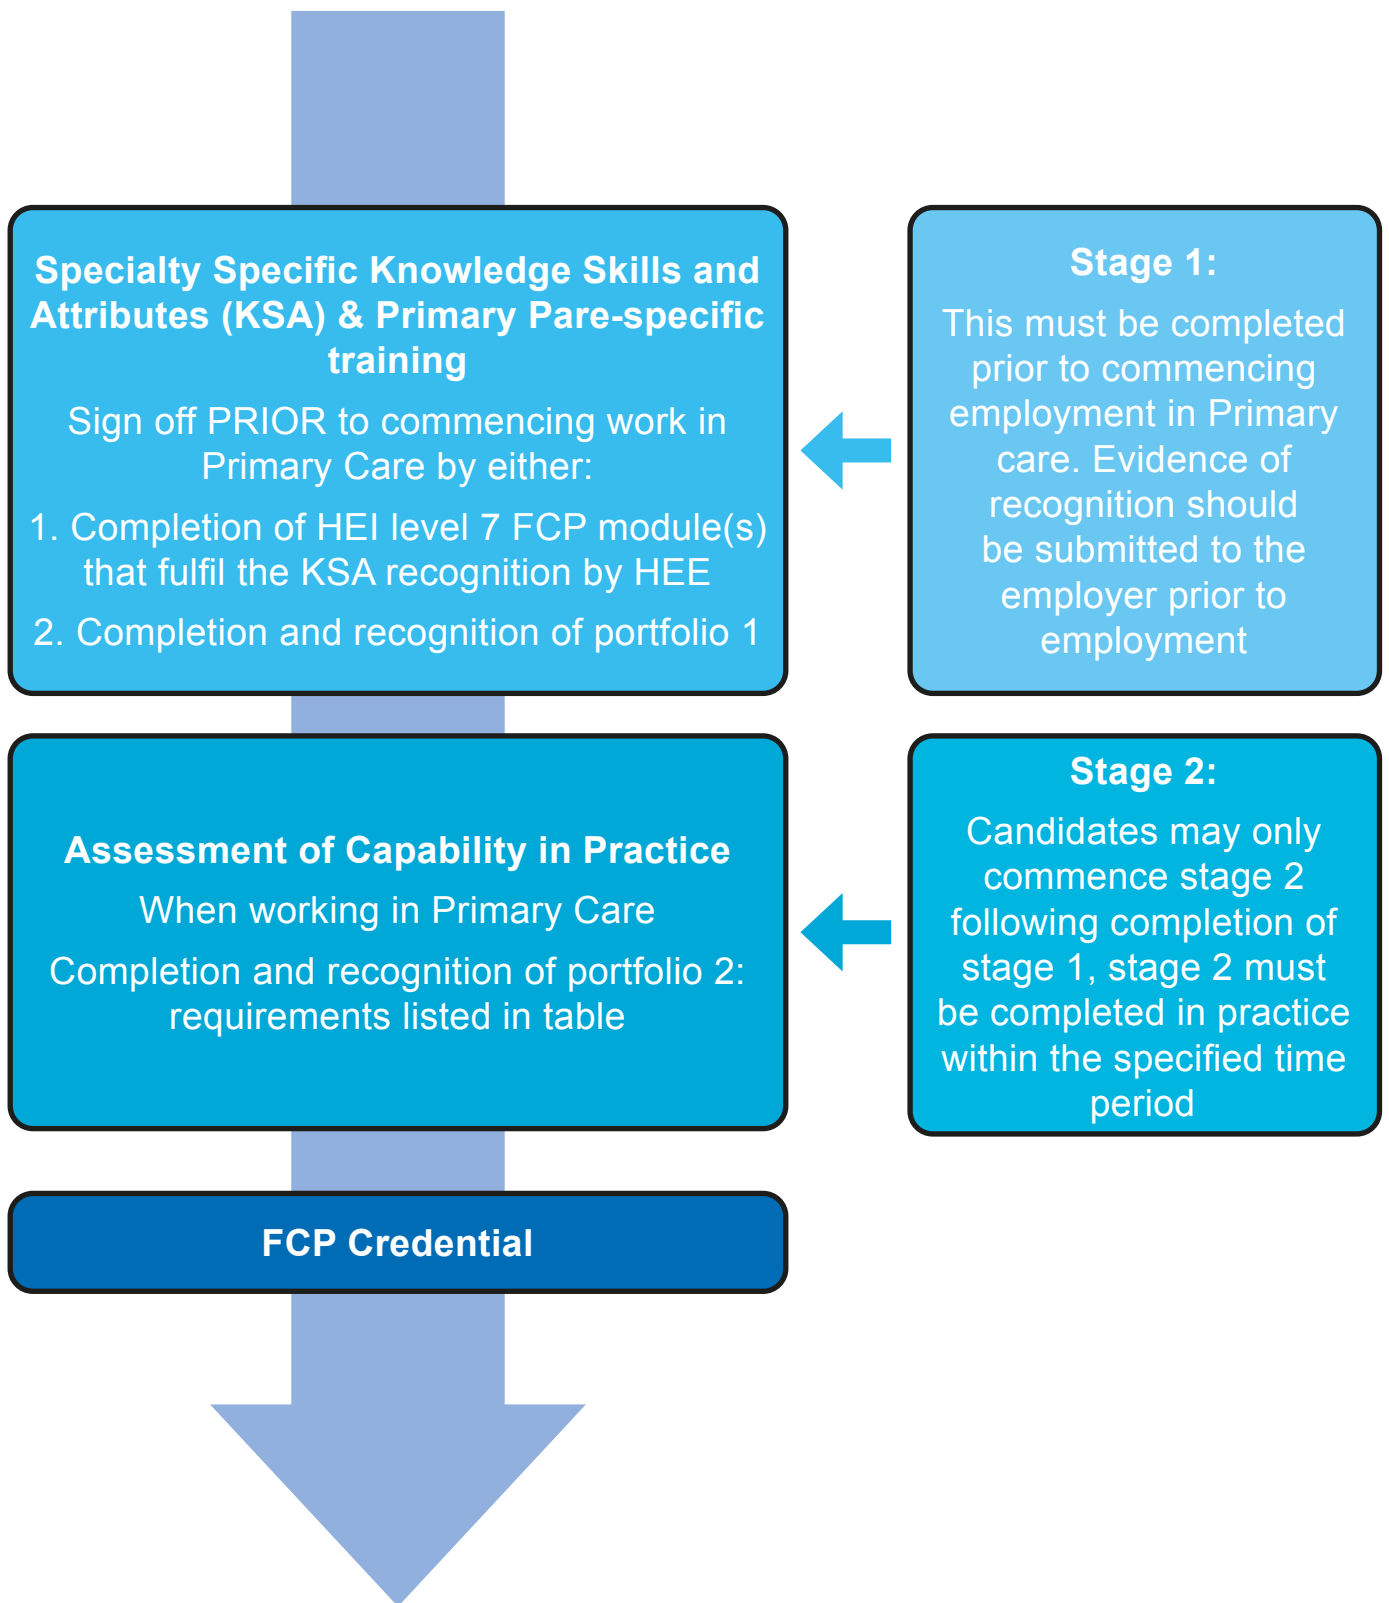 Specialty Specific Knowledge Skills and
Attributes (KSA) & Primary Pare-specific
training
Sign off PRIOR to commencing work in
Primary Care by either:
1. Completion of HEI level 7 FCP module(s)
that fulfil the KSA recognition by HEE
2. Completion and recognition of portfolio 1
Stage 1:
This must be completed
prior to commencing
employment in Primary
care. Evidence of
recognition should
be submitted to the
employer prior to
employment
Assessment of Capability in Practice
When working in Primary Care
Completion and recognition of portfolio 2:
requirements listed in table
Stage 2:
Candidates may only
commence stage 2
following completion of
stage 1, stage 2 must
be completed in practice
within the specified time
period
FCP Credential